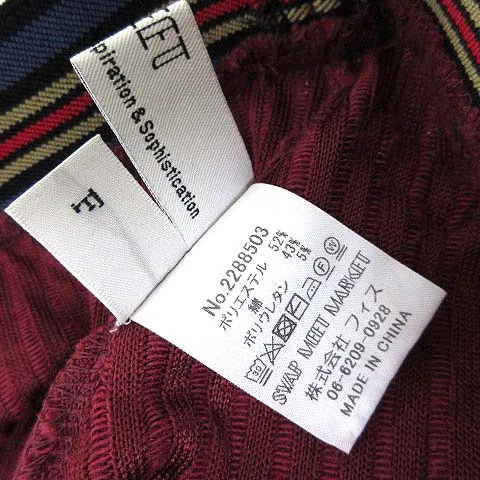 piration & Sophistication
F
No.2288503
ポリエステル 52%
綿 43%
ポリウレタン 5%
SWAP MEET MARKET
株式会社 フィス
06-6209-0928
MADE IN CHINA